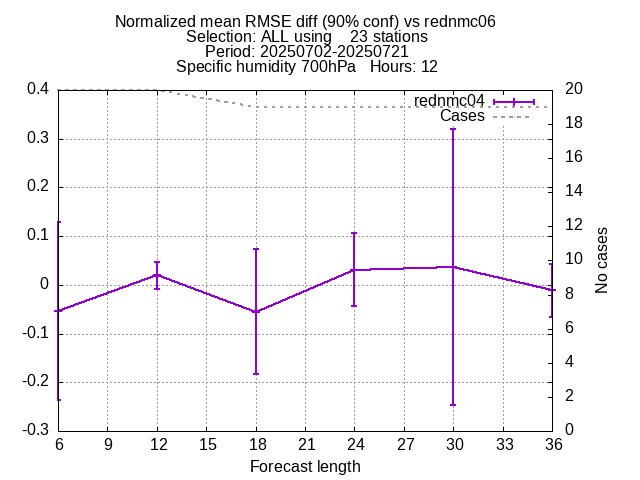 Normalized mean RMSE diff (90% conf) vs rednmc06
Selection: ALL using    23 stations
Period: 20250702-20250721
Specific humidity 700hPa   Hours: 12
rednmc04
Cases
0.4
0.3
0.2
0.1
0
-0.1
-0.2
-0.3
20
18
16
14
12
10
8
6
4
2
0
No cases
6 9 12 15 18 21 24 27 30 33 36
Forecast length